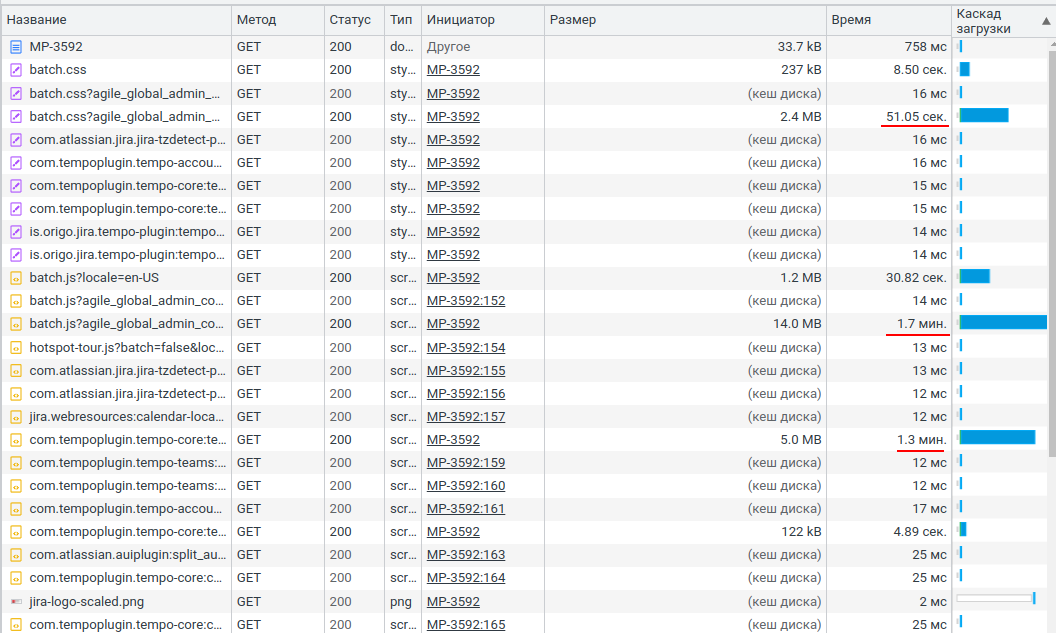 Название Метод Статус Тип Инициатор Размер Время Каскад загрузки
MP-3592 GET 200 do... Другое 33.7 kB 758 мс
batch.css GET 200 sty... MP-3592 237 kB 8.50 сек.
batch.css?agile_global_admin_... GET 200 sty... MP-3592 (кеш диска) 16 мс
batch.css?agile_global_admin_... GET 200 sty... MP-3592 2.4 MB 51.05 сек.
com.atlassian.jira.jira-tzdetect-p... GET 200 sty... MP-3592 (кеш диска) 16 мс
com.tempoplugin.tempo-accou... GET 200 sty... MP-3592 (кеш диска) 16 мс
com.tempoplugin.tempo-core:te... GET 200 sty... MP-3592 (кеш диска) 15 мс
com.tempoplugin.tempo-core:te... GET 200 sty... MP-3592 (кеш диска) 15 мс
is.origo.jira.tempo-plugin:tempo... GET 200 sty... MP-3592 (кеш диска) 14 мс
is.origo.jira.tempo-plugin:tempo... GET 200 sty... MP-3592 (кеш диска) 14 мс
batch.js?locale=en-US GET 200 scr... MP-3592 1.2 MB 30.82 сек.
batch.js?agile_global_admin_co... GET 200 scr... MP-3592:152 (кеш диска) 14 мс
batch.js?agile_global_admin_co... GET 200 scr... MP-3592 14.0 MB 1.7 мин.
hotspot-tour.js?batch=false&loc... GET 200 scr... MP-3592:154 (кеш диска) 13 мс
com.atlassian.jira.jira-tzdetect-p... GET 200 scr... MP-3592:155 (кеш диска) 13 мс
com.atlassian.jira.jira-tzdetect-p... GET 200 scr... MP-3592:156 (кеш диска) 12 мс
jira.webresources:calendar-loca... GET 200 scr... MP-3592:157 (кеш диска) 12 мс
com.tempoplugin.tempo-core:te... GET 200 scr... MP-3592 5.0 MB 1.3 мин.
com.tempoplugin.tempo-teams:... GET 200 scr... MP-3592:159 (кеш диска) 12 мс
com.tempoplugin.tempo-teams:... GET 200 scr... MP-3592:160 (кеш диска) 12 мс
com.tempoplugin.tempo-accou... GET 200 scr... MP-3592:161 (кеш диска) 17 мс
com.tempoplugin.tempo-core:te... GET 200 scr... MP-3592 122 kB 4.89 сек.
com.atlassian.auiplugin:split_au... GET 200 scr... MP-3592:163 (кеш диска) 25 мс
com.tempoplugin.tempo-core:c... GET 200 scr... MP-3592:164 (кеш диска) 25 мс
jira-logo-scaled.png GET 200 png MP-3592 (кеш диска) 2 мс
com.tempoplugin.tempo-core:c... GET 200 scr... MP-3592:165 (кеш диска) 25 мс